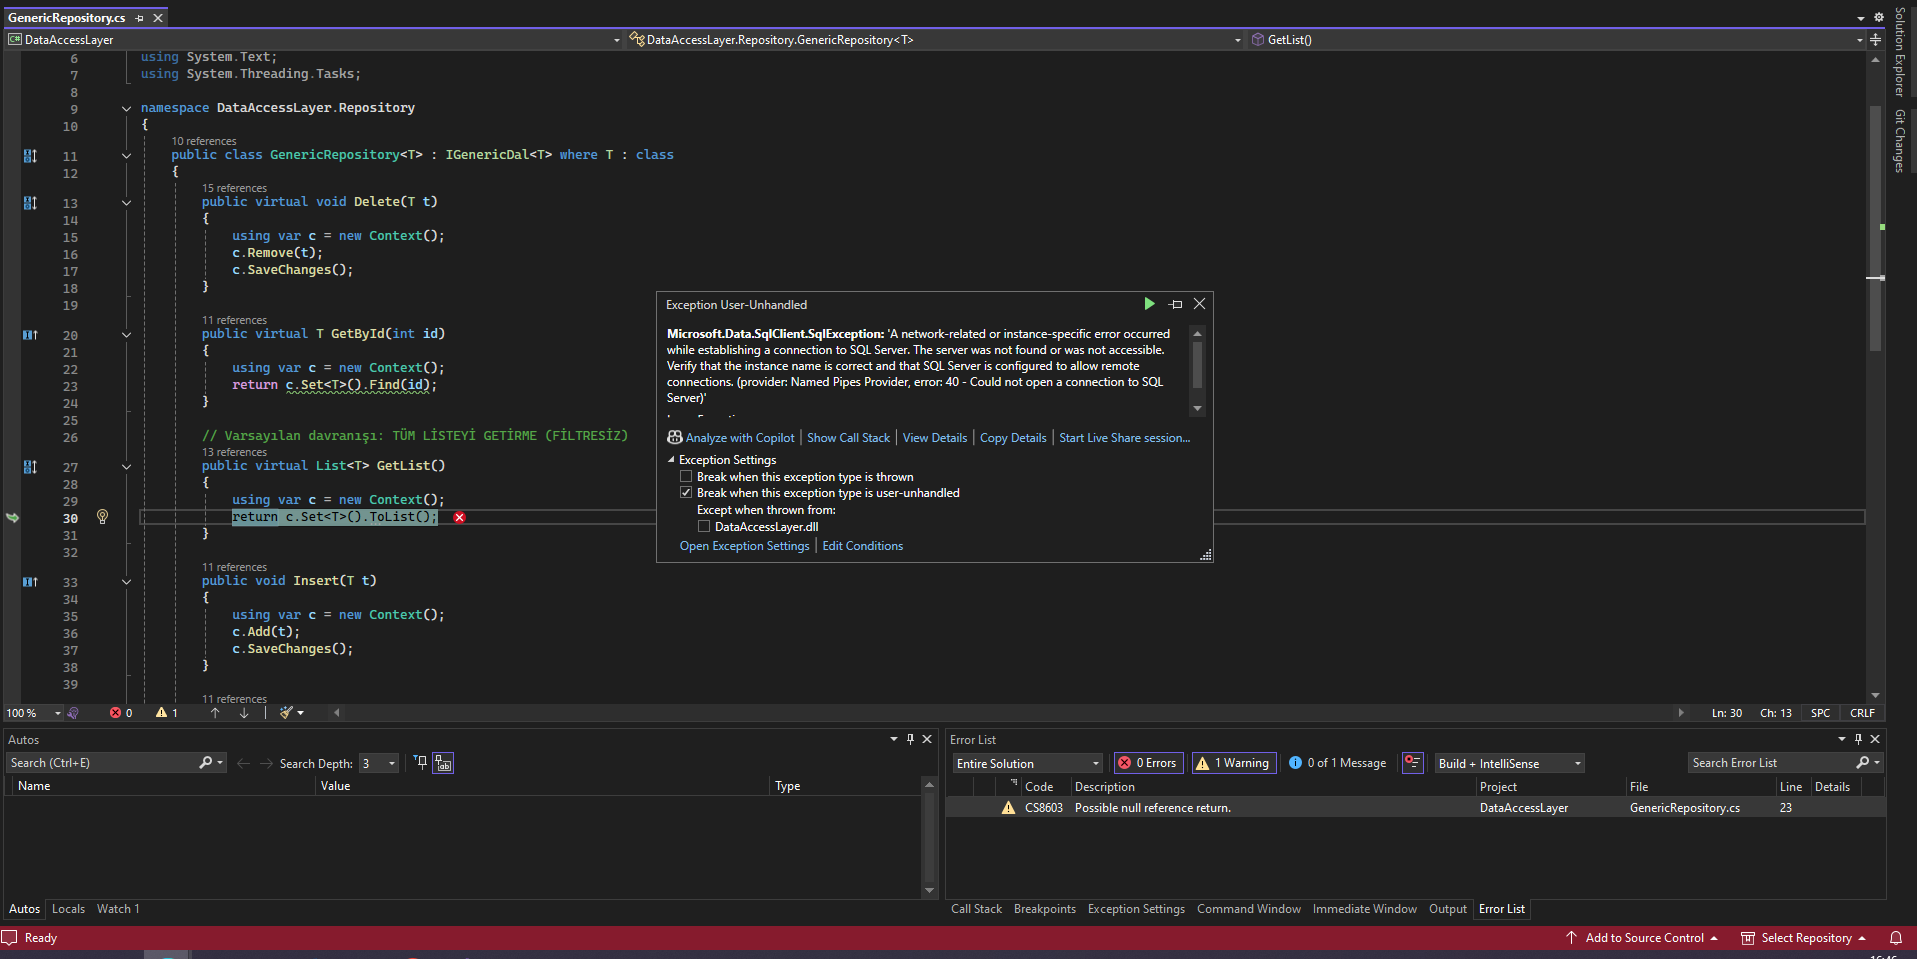 GenericRepository.cs
DataAccessLayer
DataAccessLayer.Repository.GenericRepository<T>
GetList()
Solution Explorer
Git Changes
6 using System.Text;
7 using System.Threading.Tasks;
8
9 namespace DataAccessLayer.Repository
10 {
10 references
11 public class GenericRepository<T> : IGenericDal<T> where T : class
12 {
15 references
13 public virtual void Delete(T t)
14 {
15 using var c = new Context();
16 c.Remove(t);
17 c.SaveChanges();
18 }
19
11 references
20 public virtual T GetById(int id)
21 {
22 using var c = new Context();
23 return c.Set<T>().Find(id);
24 }
25
26 // Varsayılan davranışı: TÜM LİSTEYİ GETİRME (FİLTRESİZ)
13 references
27 public virtual List<T> GetList()
28 {
29 using var c = new Context();
30 return c.Set<T>().ToList();
31 }
32
11 references
33 public void Insert(T t)
34 {
35 using var c = new Context();
36 c.Add(t);
37 c.SaveChanges();
38 }
39
11 references
Exception User-Unhandled
Microsoft.Data.SqlClient.SqlException: 'A network-related or instance-specific error occurred
while establishing a connection to SQL Server. The server was not found or was not accessible.
Verify that the instance name is correct and that SQL Server is configured to allow remote
connections. (provider: Named Pipes Provider, error: 40 - Could not open a connection to SQL
Server)'
Analyze with Copilot | Show Call Stack | View Details | Copy Details | Start Live Share session...
Exception Settings
Break when this exception type is thrown
Break when this exception type is user-unhandled
Except when thrown from:
DataAccessLayer.dll
Open Exception Settings | Edit Conditions
100 % 0 1 Ln: 30 Ch: 13 SPC CRLF
Autos
Search (Ctrl+E) Search Depth: 3
Name Value Type
Autos Locals Watch 1
Error List
Entire Solution 0 Errors 1 Warning 0 of 1 Message Build + IntelliSense Search Error List
Code Description Project File Line Details
CS8603 Possible null reference return. DataAccessLayer GenericRepository.cs 23
Call Stack Breakpoints Exception Settings Command Window Immediate Window Output Error List
Ready Add to Source Control Select Repository